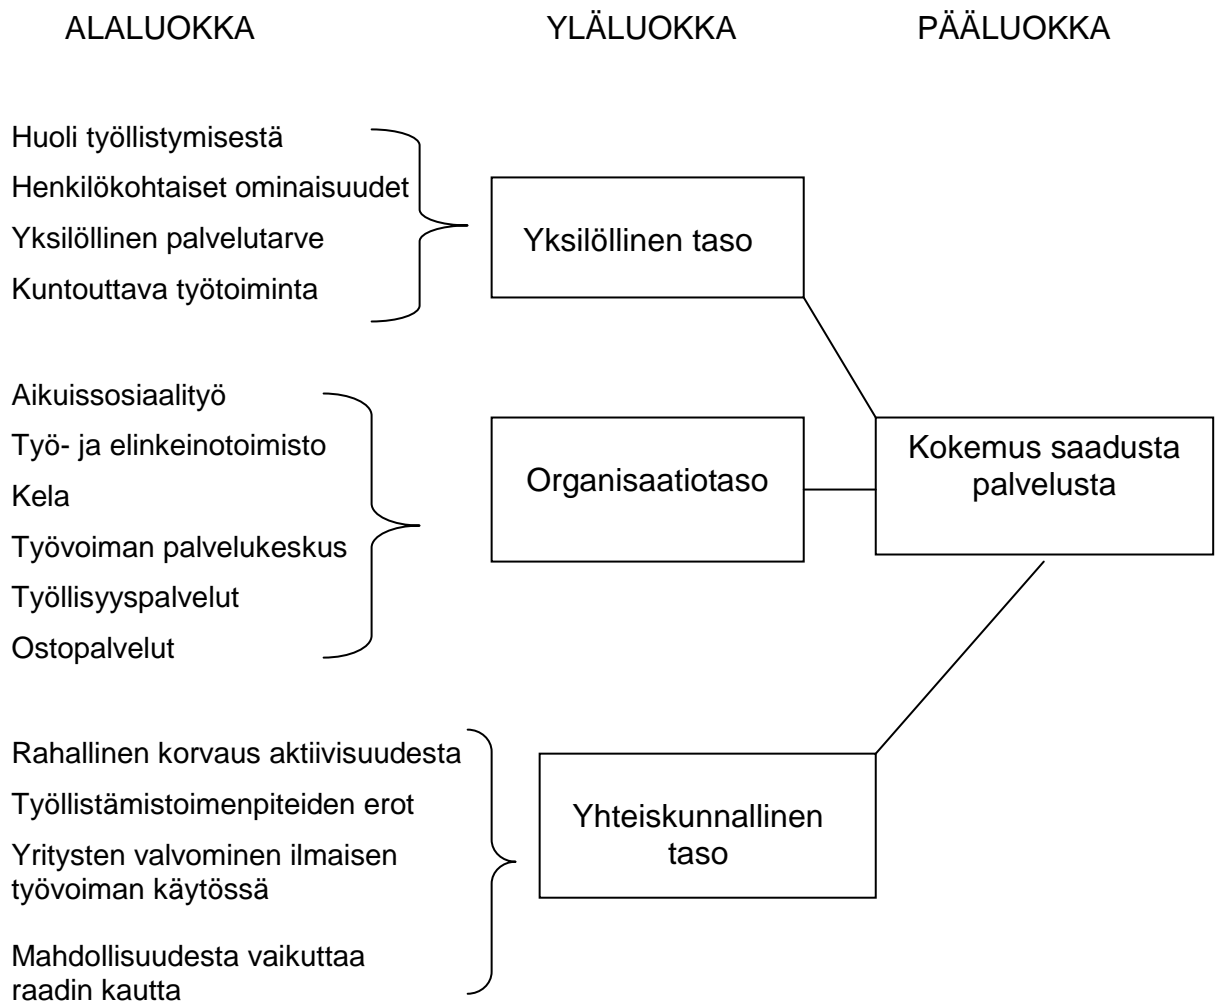 ALALUOKKA YLÄLUOKKA PÄÄLUOKKA
Huoli työllistymisestä
Henkilökohtaiset ominaisuudet
Yksilöllinen palvelutarve
Kuntouttava työtoiminta
Yksilöllinen taso
Aikuissosiaalityö
Työ- ja elinkeinotoimisto
Kela
Työvoiman palvelukeskus
Työllisyyspalvelut
Ostopalvelut
Organisaatiotaso
Kokemus saadusta
palvelusta
Rahallinen korvaus aktiivisuudesta
Työllistämistoimenpiteiden erot
Yritysten valvominen ilmaisen
työvoiman käytössä
Mahdollisuudesta vaikuttaa
raadin kautta
Yhteiskunnallinen
taso